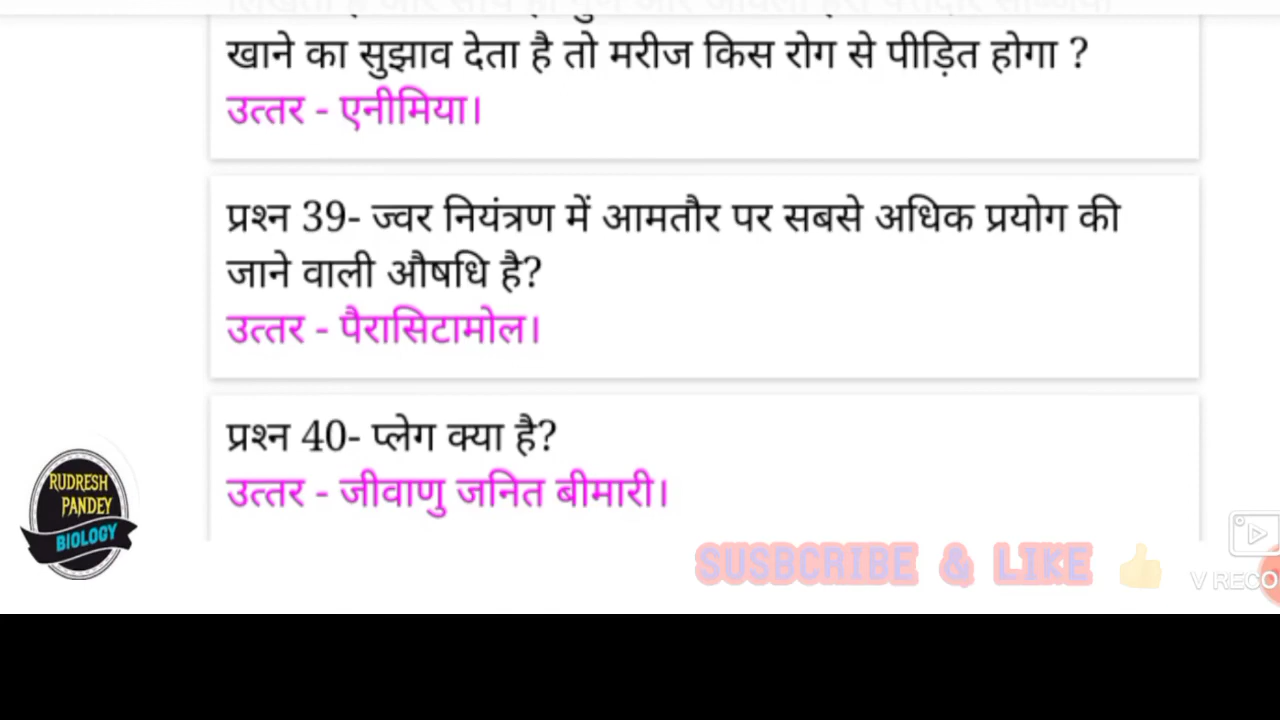 खाने का सुझाव देता है तो मरीज किस रोग से पीड़ित होगा ?
उत्तर - एनीमिया।
प्रश्न 39- ज्वर नियंत्रण में आमतौर पर सबसे अधिक प्रयोग की
जाने वाली औषधि है?
उत्तर - पैरासिटामोल।
प्रश्न 40- प्लेग क्या है?
उत्तर - जीवाणु जनित बीमारी।
RUDRESH
PANDEY
BIOLOGY
SUSBCRIBE & LIKE
V RECO